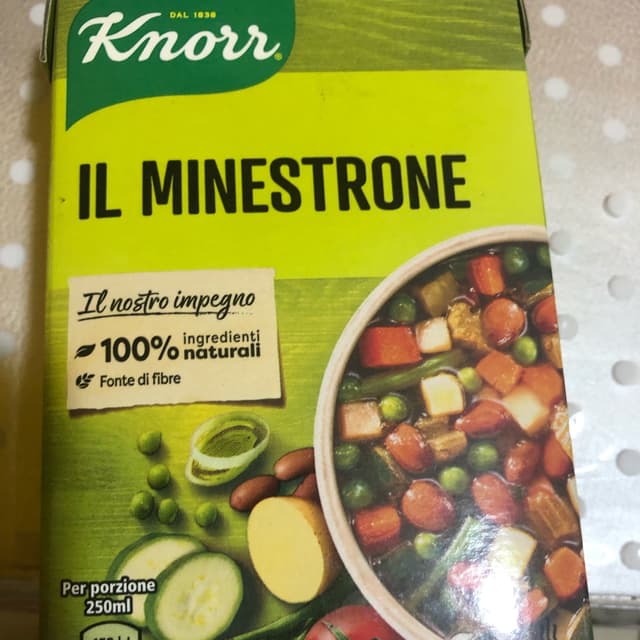 DAL 1838
Knorr
IL MINESTRONE
Il nostro impegno
100% ingredienti naturali
Fonte di fibre
Per porzione
250ml